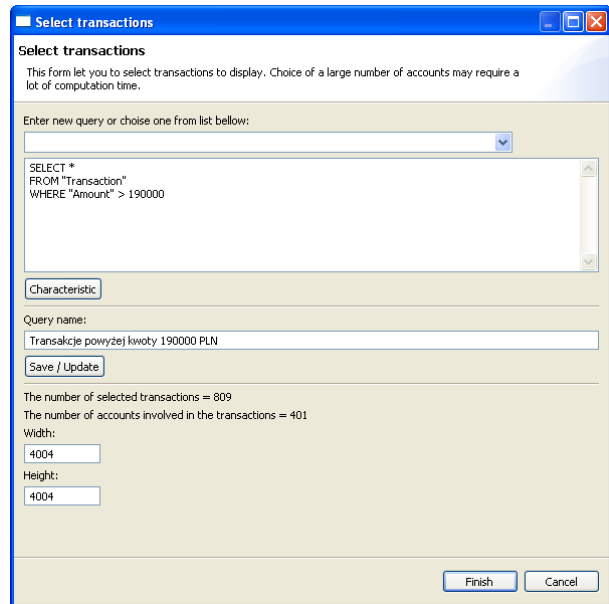 Select transactions
Select transactions
This form let you to select transactions to display. Choice of a large number of accounts may require a
lot of computation time.
Enter new query or choise one from list bellow:
SELECT *
FROM "Transaction"
WHERE "Amount" > 190000
Characteristic
Query name:
Transakcje powyżej kwoty 190000 PLN
Save / Update
The number of selected transactions = 809
The number of accounts involved in the transactions = 401
Width:
4004
Height:
4004
Finish Cancel